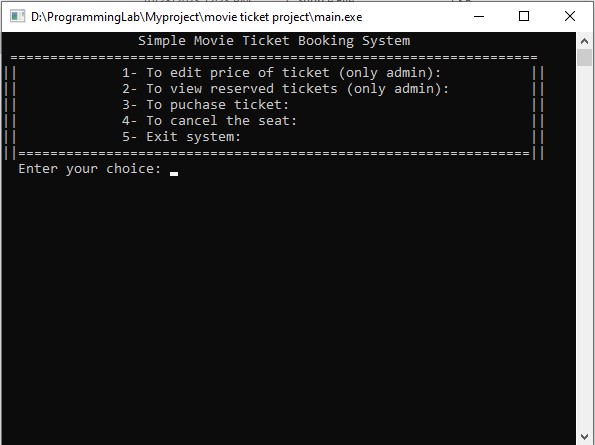 D:\ProgrammingLab\Myproject\movie ticket project\main.exe
Simple Movie Ticket Booking System
=================================================================
|| 1- To edit price of ticket (only admin): ||
|| 2- To view reserved tickets (only admin): ||
|| 3- To puchase ticket: ||
|| 4- To cancel the seat: ||
|| 5- Exit system: ||
||===============================================================||
Enter your choice: